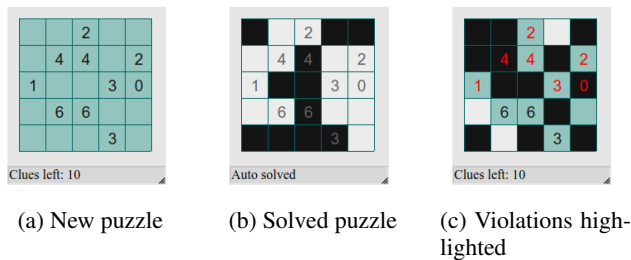 2 2 2
4 4 2 4 4 2 4 4 2
1 3 0 1 3 0 1 3 0
6 6 6 6 6 6
3 3 3
Clues left: 10 Auto solved Clues left: 10
(a) New puzzle (b) Solved puzzle (c) Violations high-
lighted